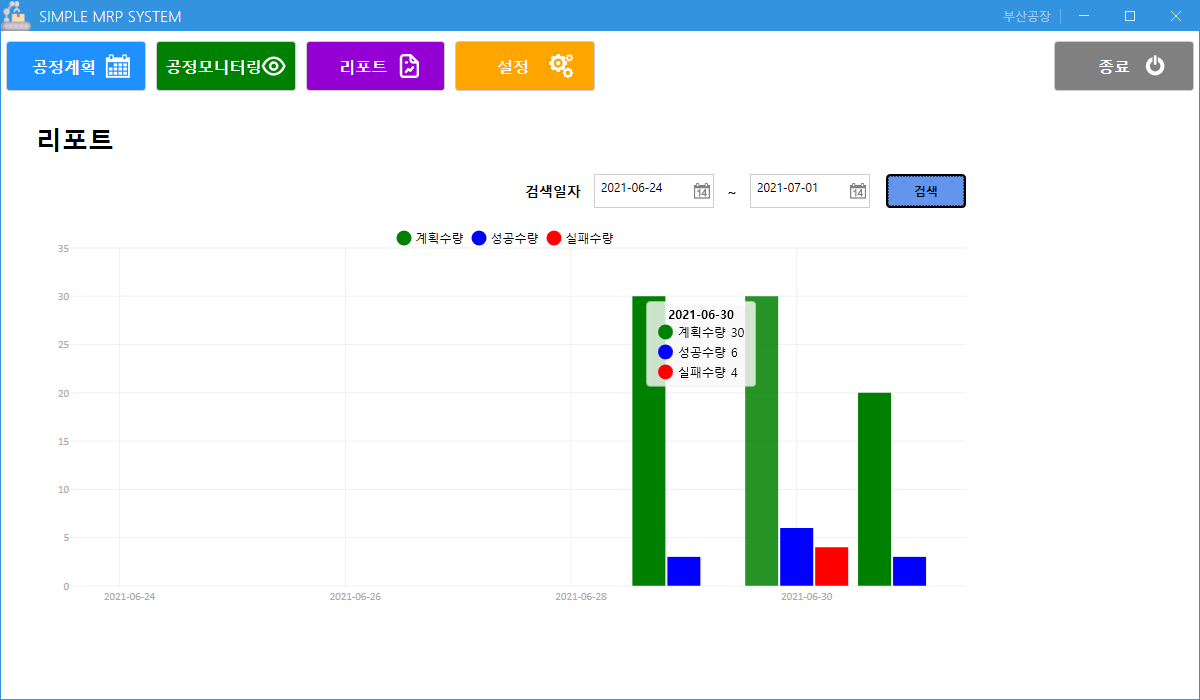 SIMPLE MRP SYSTEM 부산공장
공정계획 공정모니터링 리포트 설정 종료
리포트
검색일자 2021-06-24 14 ~ 2021-07-01 14 검색
계획수량 성공수량 실패수량
35
30
25
20
15
10
5
0
2021-06-30
계획수량 30
성공수량 6
실패수량 4
2021-06-24 2021-06-26 2021-06-28 2021-06-30